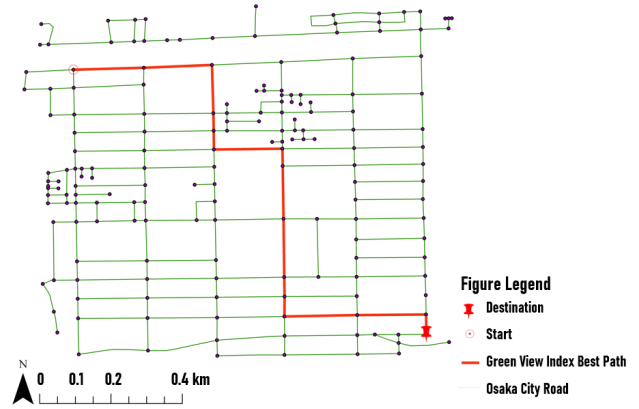 Figure Legend
Destination
Start
Green View Index Best Path
Osaka City Road
N
0 0.1 0.2 0.4 km